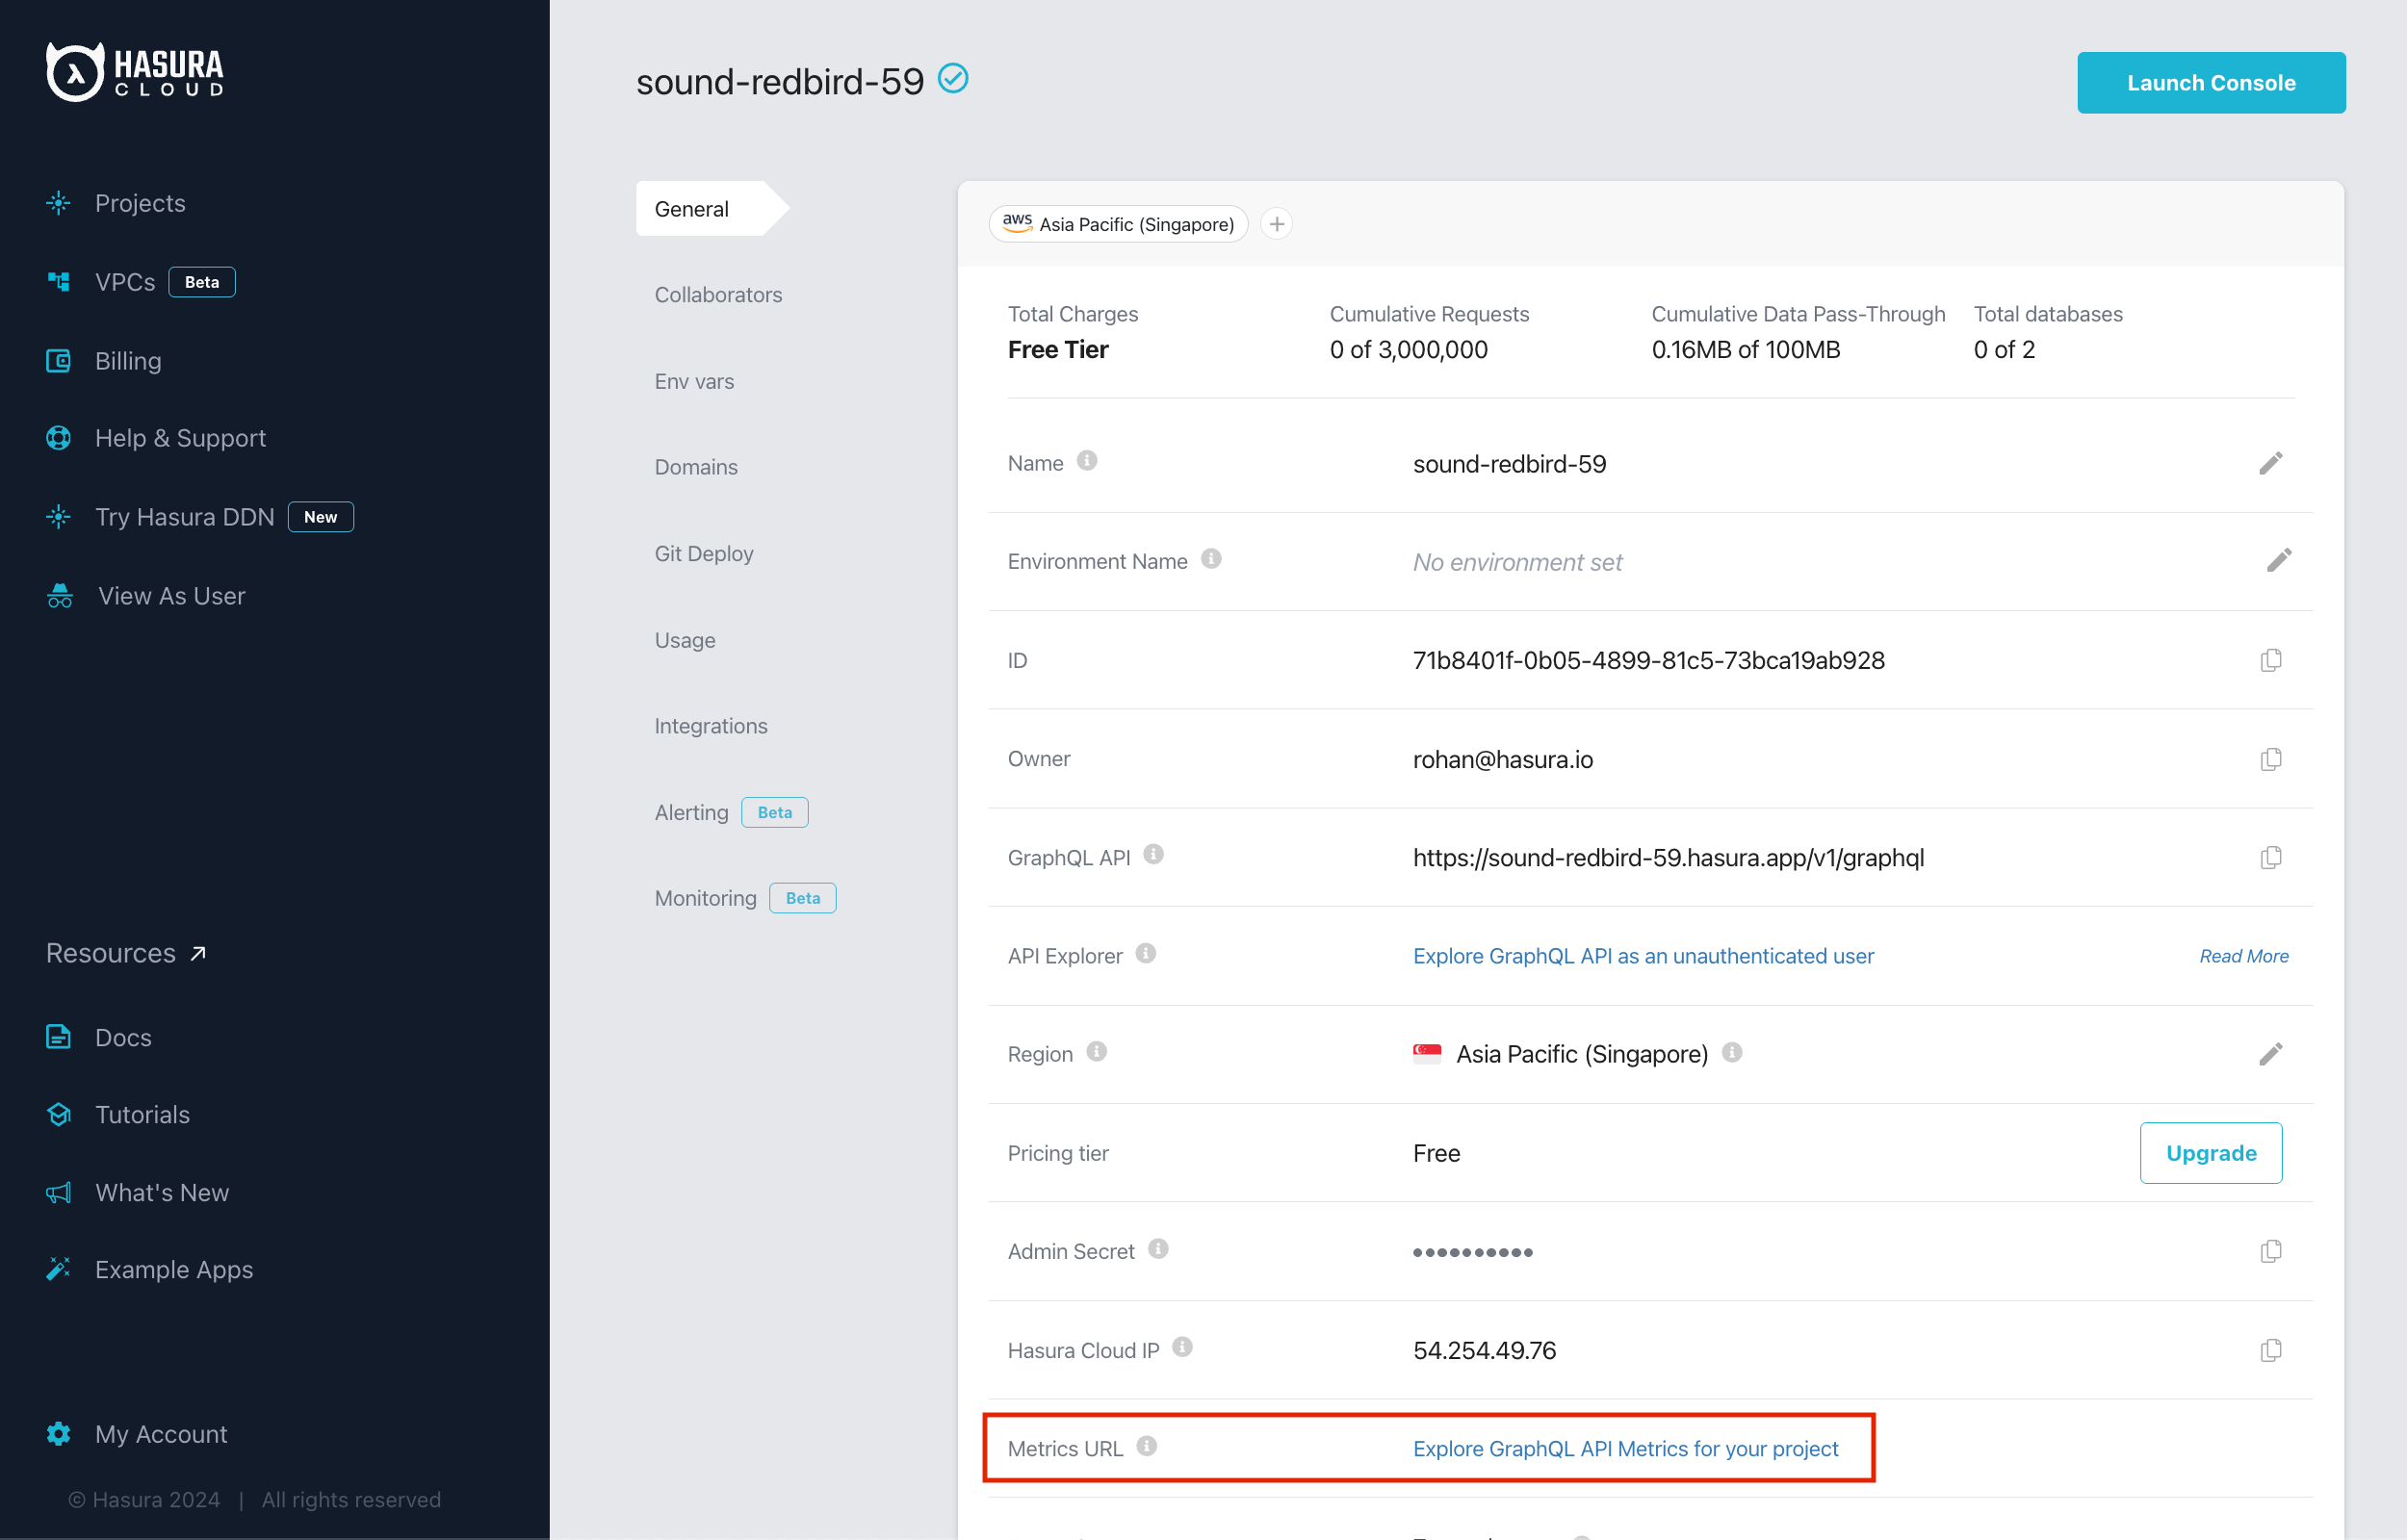 HASURA
CLOUD
Projects
VPCs Beta
Billing
Help & Support
Try Hasura DDN New
View As User
Resources
Docs
Tutorials
What's New
Example Apps
My Account
© Hasura 2024 | All rights reserved
sound-redbird-59
Launch Console
General
Collaborators
Env vars
Domains
Git Deploy
Usage
Integrations
Alerting Beta
Monitoring Beta
aws Asia Pacific (Singapore) +
Total Charges Cumulative Requests Cumulative Data Pass-Through Total databases
Free Tier 0 of 3,000,000 0.16MB of 100MB 0 of 2
Name sound-redbird-59
Environment Name No environment set
ID 71b8401f-0b05-4899-81c5-73bca19ab928
Owner rohan@hasura.io
GraphQL API https://sound-redbird-59.hasura.app/v1/graphql
API Explorer Explore GraphQL API as an unauthenticated user Read More
Region Asia Pacific (Singapore)
Pricing tier Free Upgrade
Admin Secret ••••••••••
Hasura Cloud IP 54.254.49.76
Metrics URL Explore GraphQL API Metrics for your project